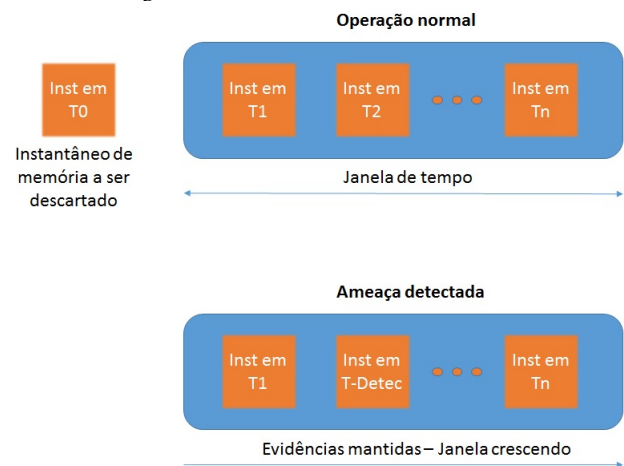 Operação normal
Inst em
T0
Inst em
T1
Inst em
T2
Inst em
Tn
Instantâneo de
memória a ser
descartado
Janela de tempo
Ameaça detectada
Inst em
T1
Inst em
T-Detec
Inst em
Tn
Evidências mantidas – Janela crescendo